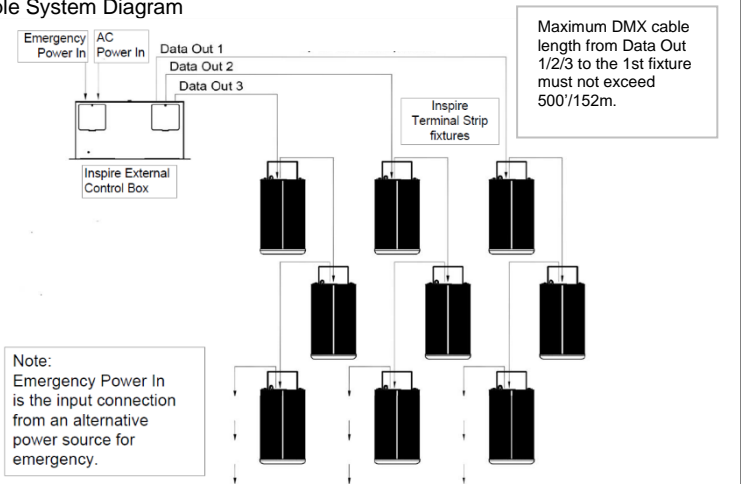 ole System Diagram
Emergency
Power In
AC
Power In
Data Out 1
Data Out 2
Data Out 3
Maximum DMX cable
length from Data Out
1/2/3 to the 1st fixture
must not exceed
500'/152m.
Inspire
Terminal Strip
fixtures
Inspire External
Control Box
Note:
Emergency Power In
is the input connection
from an alternative
power source for
emergency.